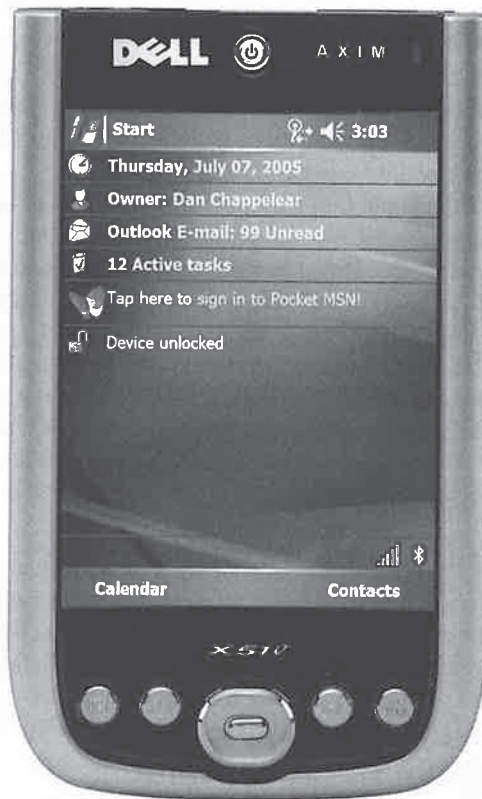 DELL AXIM
Start 3:03
Thursday, July 07, 2005
Owner: Dan Chappelear
Outlook E-mail: 99 Unread
12 Active tasks
Tap here to sign in to Pocket MSN!
Device unlocked
Calendar Contacts
X51v